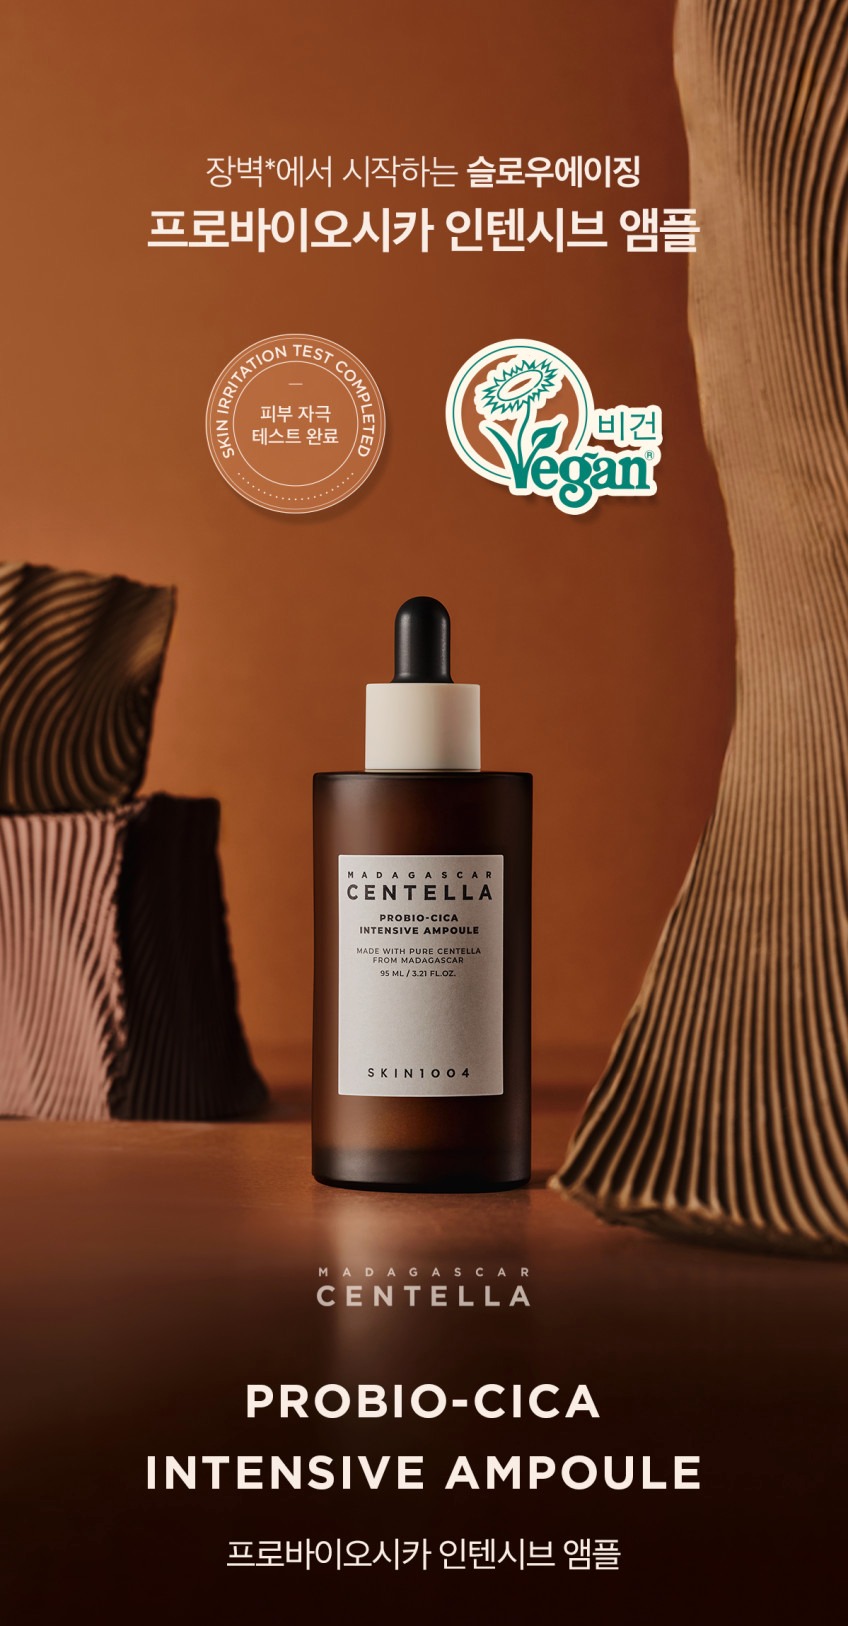 장벽*에서 시작하는 슬로우에이징
프로바이오시카 인텐시브 앰플
SKIN IRRITATION TEST COMPLETED
피부 자극
테스트 완료
비건
Vegan®
MADAGASCAR
CENTELLA
PROBIO-CICA
INTENSIVE AMPOULE
MADE WITH PURE CENTELLA
FROM MADAGASCAR
95 ML / 3.21 FL.OZ.
SKIN1004
MADAGASCAR
CENTELLA
PROBIO-CICA
INTENSIVE AMPOULE
프로바이오시카 인텐시브 앰플